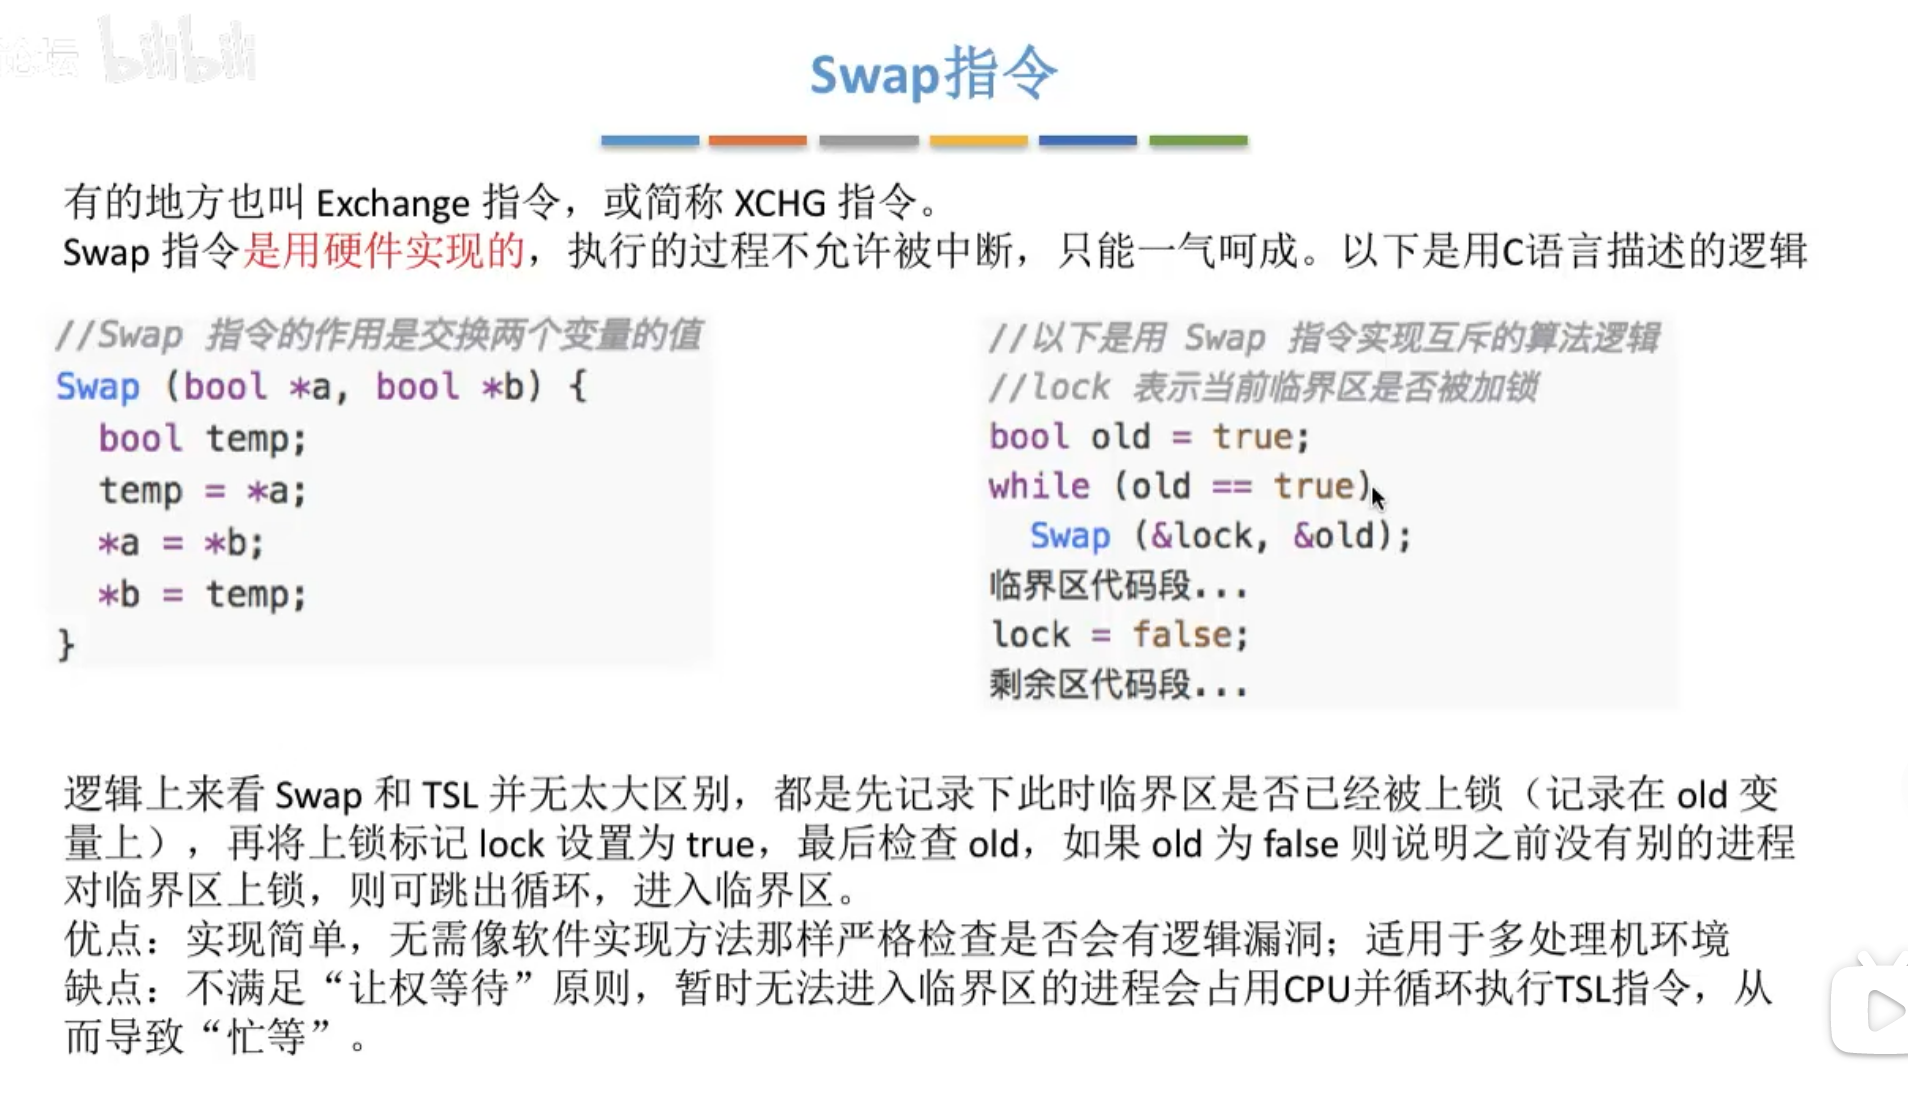 论坛 bilibili
Swap指令
有的地方也叫 Exchange 指令，或简称 XCHG 指令。
Swap 指令是用硬件实现的，执行的过程不允许被中断，只能一气呵成。以下是用C语言描述的逻辑
//Swap 指令的作用是交换两个变量的值
Swap (bool *a, bool *b) {
bool temp;
temp = *a;
*a = *b;
*b = temp;
}
//以下是用 Swap 指令实现互斥的算法逻辑
//lock 表示当前临界区是否被加锁
bool old = true;
while (old == true)
Swap (&lock, &old);
临界区代码段...
lock = false;
剩余区代码段...
逻辑上来看 Swap 和 TSL 并无太大区别，都是先记录下此时临界区是否已经被上锁（记录在 old 变
量上），再将上锁标记 lock 设置为 true，最后检查 old，如果 old 为 false 则说明之前没有别的进程
对临界区上锁，则可跳出循环，进入临界区。
优点：实现简单，无需像软件实现方法那样严格检查是否会有逻辑漏洞；适用于多处理机环境
缺点：不满足“让权等待”原则，暂时无法进入临界区的进程会占用CPU并循环执行TSL指令，从
而导致“忙等”。